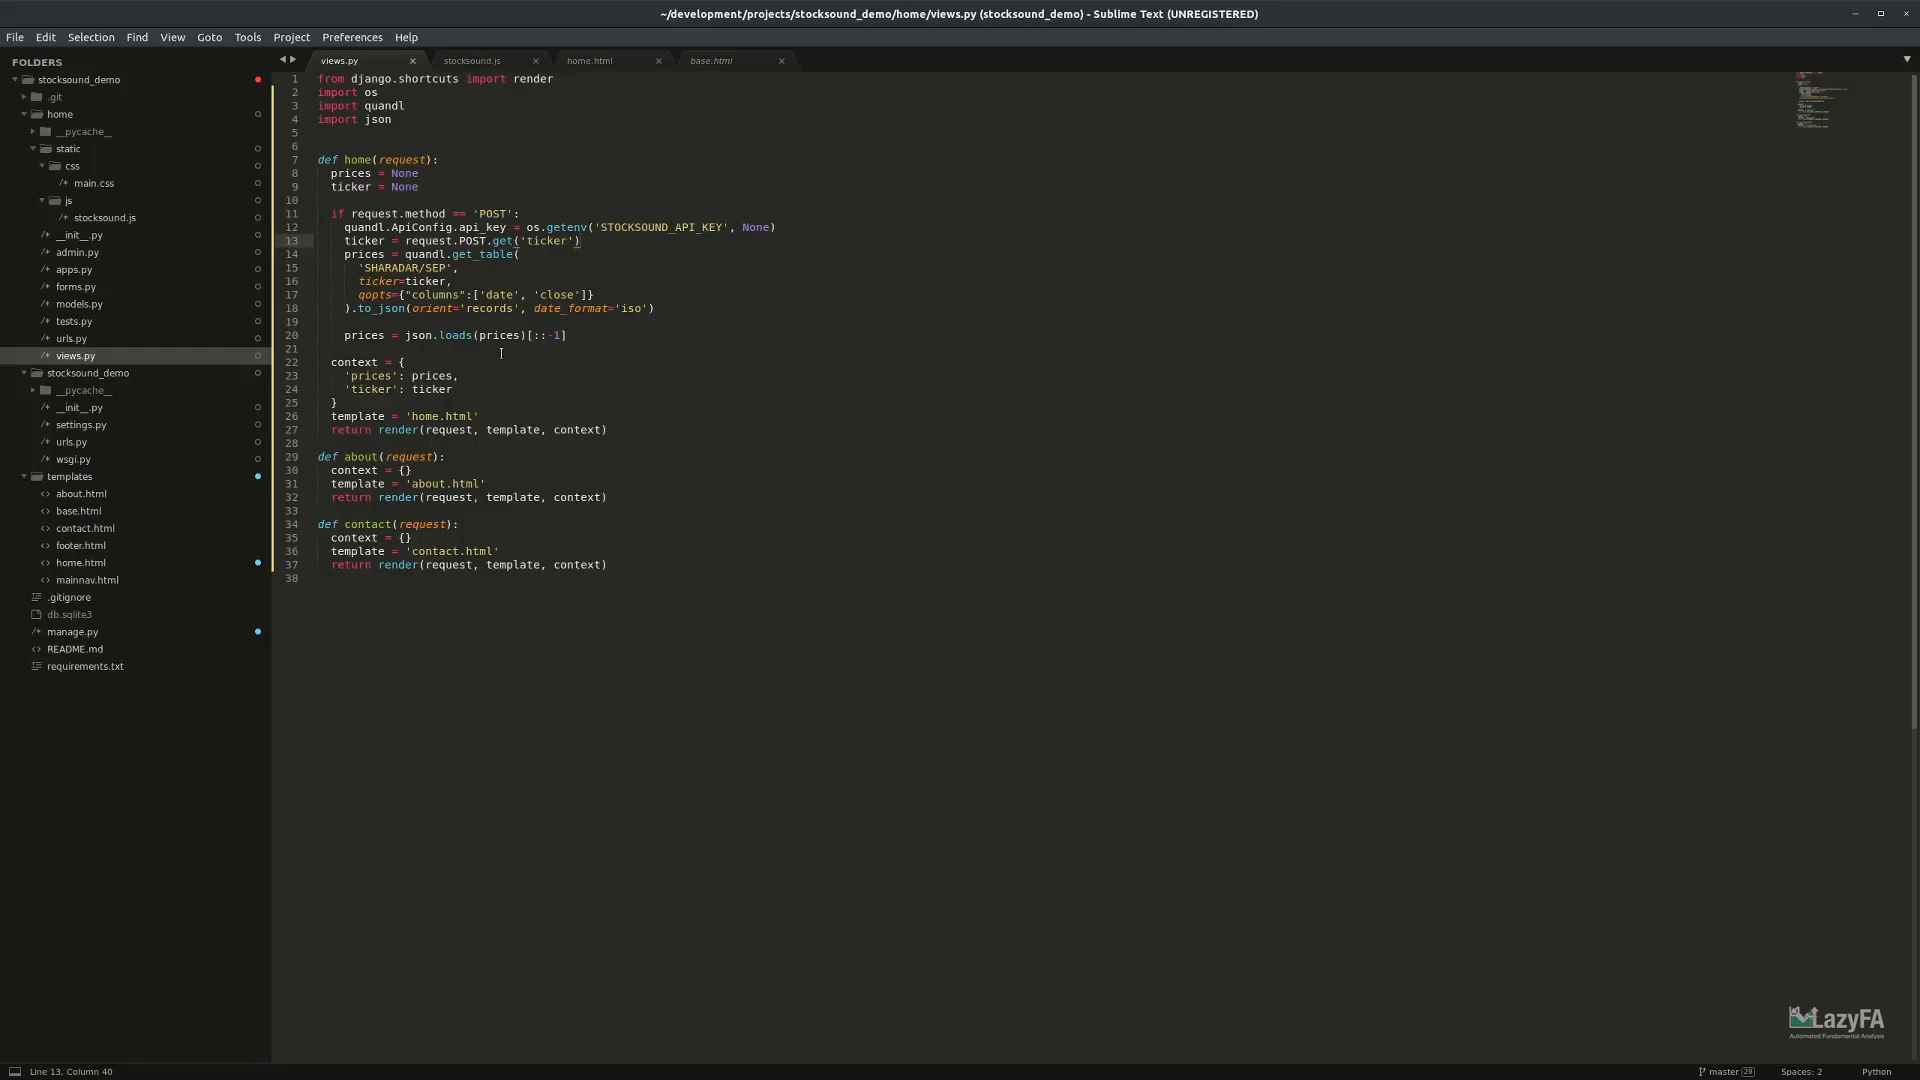 ~/development/projects/stocksound_demo/home/views.py (stocksound_demo) - Sublime Text (UNREGISTERED)
File Edit Selection Find View Goto Tools Project Preferences Help
FOLDERS
stocksound_demo
.git
home
__pycache__
static
css
main.css
js
stocksound.js
__init__.py
admin.py
apps.py
forms.py
models.py
tests.py
urls.py
views.py
stocksound_demo
__pycache__
__init__.py
settings.py
urls.py
wsgi.py
templates
about.html
base.html
contact.html
footer.html
home.html
mainnav.html
.gitignore
db.sqlite3
manage.py
README.md
requirements.txt
views.py stocksound.js home.html base.html
1 from django.shortcuts import render
2 import os
3 import quandl
4 import json
5
6
7 def home(request):
8   prices = None
9   ticker = None
10
11   if request.method == 'POST':
12     quandl.ApiConfig.api_key = os.getenv('STOCKSOUND_API_KEY', None)
13     ticker = request.POST.get('ticker')
14     prices = quandl.get_table(
15       'SHARADAR/SEP',
16       ticker=ticker,
17       qopts={"columns":['date', 'close']}
18     ).to_json(orient='records', date_format='iso')
19
20     prices = json.loads(prices)[::-1]
21
22   context = {
23     'prices': prices,
24     'ticker': ticker
25   }
26   template = 'home.html'
27   return render(request, template, context)
28
29 def about(request):
30   context = {}
31   template = 'about.html'
32   return render(request, template, context)
33
34 def contact(request):
35   context = {}
36   template = 'contact.html'
37   return render(request, template, context)
38
LazyFA
Automated Fundamental Analysis
Line 13, Column 40 master 29 Spaces: 2 Python